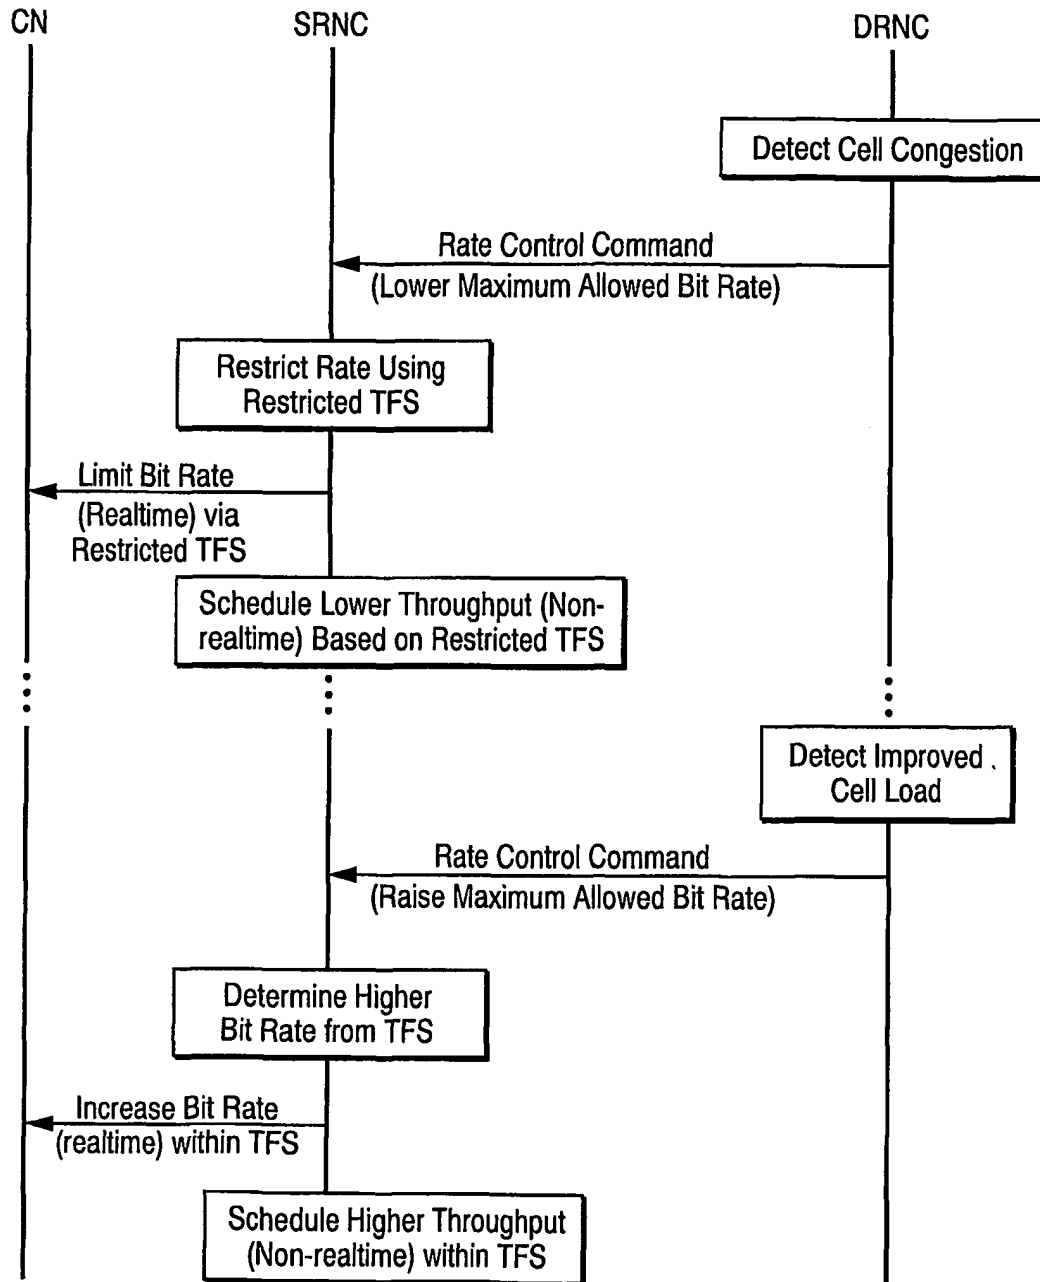 CN
SRNC
DRNC
Detect Cell Congestion
Rate Control Command
(Lower Maximum Allowed Bit Rate)
Restrict Rate Using
Restricted TFS
Limit Bit Rate
(Realtime) via
Restricted TFS
Schedule Lower Throughput (Non-
realtime) Based on Restricted TFS
Detect Improved
Cell Load
Rate Control Command
(Raise Maximum Allowed Bit Rate)
Determine Higher
Bit Rate from TFS
Increase Bit Rate
(realtime) within TFS
Schedule Higher Throughput
(Non-realtime) within TFS